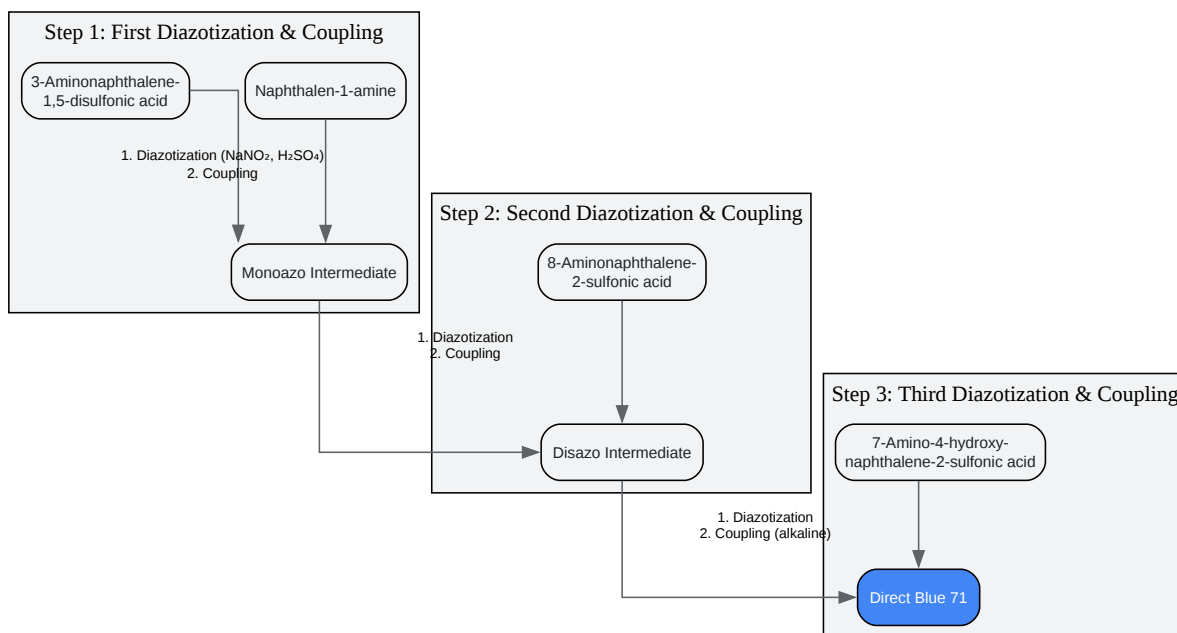 Step 1: First Diazotization & Coupling
3-Aminonaphthalene-
1,5-disulfonic acid
Naphthalen-1-amine
1. Diazotization (NaNO₂, H₂SO₄)
2. Coupling
Monoazo Intermediate
Step 2: Second Diazotization & Coupling
8-Aminonaphthalene-
2-sulfonic acid
1. Diazotization
2. Coupling
Disazo Intermediate
Step 3: Third Diazotization & Coupling
7-Amino-4-hydroxy-
naphthalene-2-sulfonic acid
1. Diazotization
2. Coupling (alkaline)
Direct Blue 71